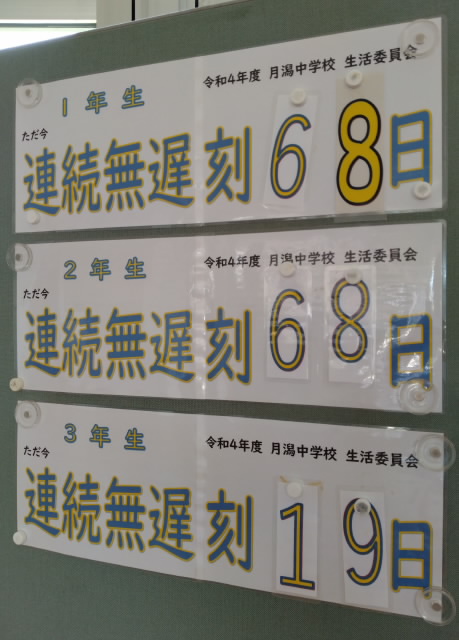 1年生
令和4年度 月潟中学校 生活委員会
ただ今
連続無遅刻 68日
2年生
令和4年度 月潟中学校 生活委員会
ただ今
連続無遅刻 68日
3年生
令和4年度 月潟中学校 生活委員会
ただ今
連続無遅刻 19日